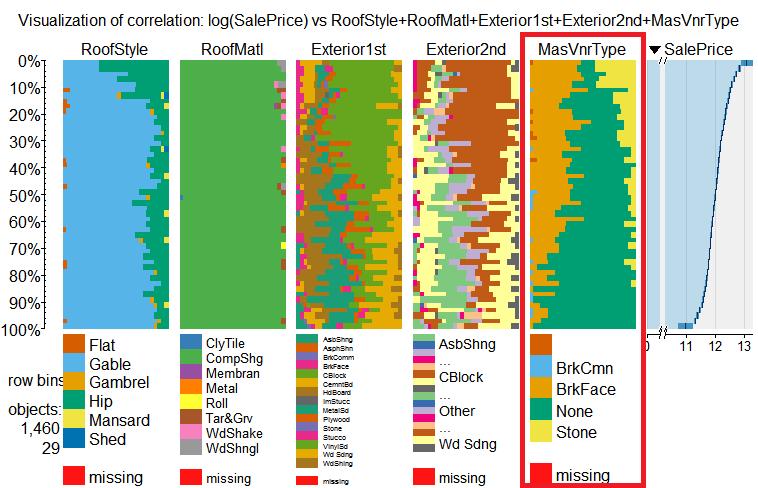 Visualization of correlation: log(SalePrice) vs RoofStyle+RoofMatl+Exterior1st+Exterior2nd+MasVnrType
RoofStyle RoofMatl Exterior1st Exterior2nd MasVnrType SalePrice
0%
10%
20%
30%
40%
50%
60%
70%
80%
90%
100%
0 11 12 13
row bins
objects:
1,460
29
Flat
Gable
Gambrel
Hip
Mansard
Shed
missing
ClyTile
CompShg
Membran
Metal
Roll
Tar&Grv
WdShake
WdShngl
missing
AsbShng
AsphShn
BrkComm
BrkFace
CBlock
CemntBd
HdBoard
ImStucc
MetalSd
Plywood
Stone
Stucco
VinylSd
Wd Sdng
WdShing
missing
AsbShng
...
CBlock
...
Other
...
Wd Sdng
missing
BrkCmn
BrkFace
None
Stone
missing